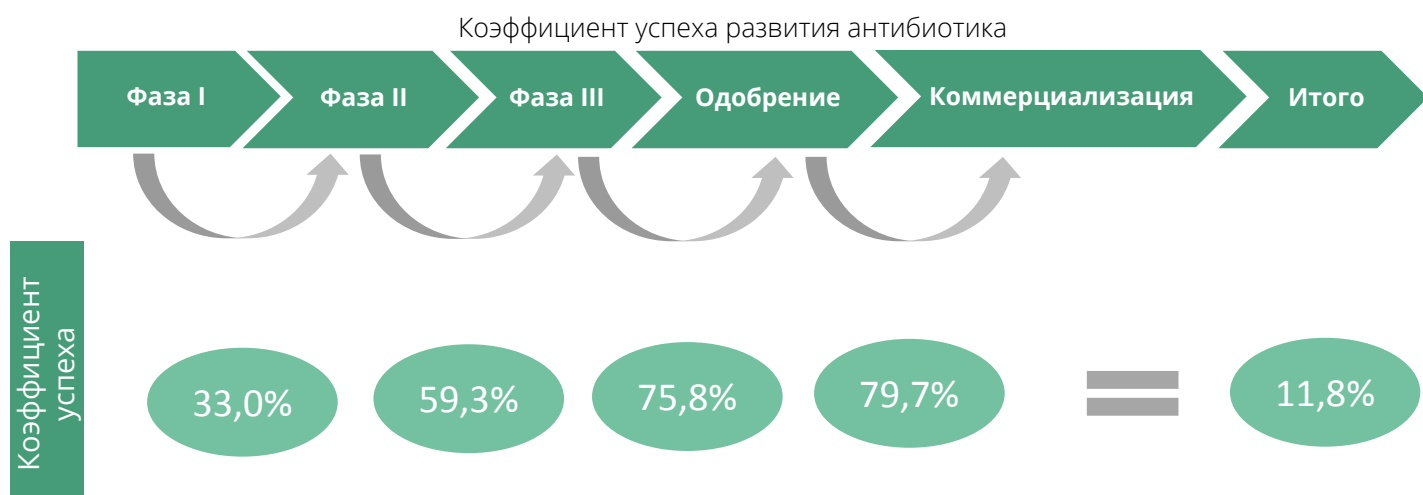 Коэффициент успеха развития антибиотика
Фаза I
Фаза II
Фаза III
Одобрение
Коммерциализация
Итого
Коэффициент
успеха
33,0%
59,3%
75,8%
79,7%
11,8%